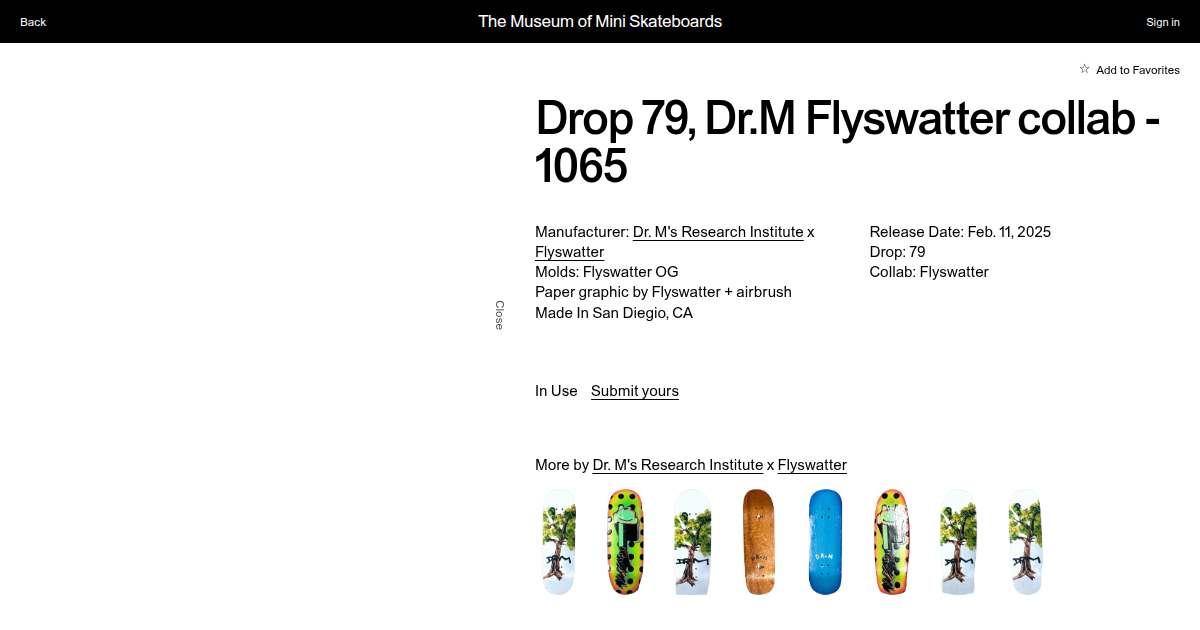 Back
The Museum of Mini Skateboards
Sign in
☆ Add to Favorites
Drop 79, Dr.M Flyswatter collab -
1065
Manufacturer: Dr. M's Research Institute x
Flyswatter
Molds: Flyswatter OG
Paper graphic by Flyswatter + airbrush
Made In San Diegio, CA
Release Date: Feb. 11, 2025
Drop: 79
Collab: Flyswatter
Close
In Use Submit yours
More by Dr. M's Research Institute x Flyswatter